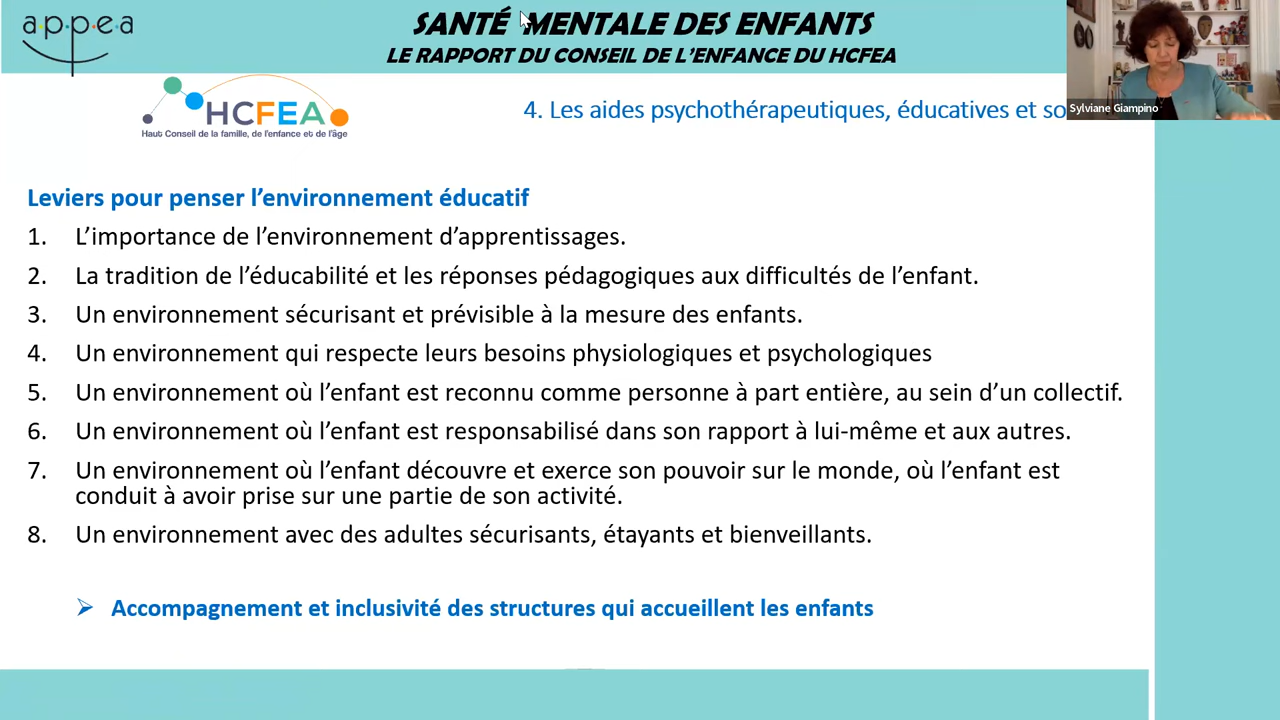 appea
SANTÉ MENTALE DES ENFANTS
LE RAPPORT DU CONSEIL DE L'ENFANCE DU HCFEA
Sylviane Giampino
HCFEA
Haut Conseil de la famille, de l'enfance et de l'âge
4. Les aides psychothérapeutiques, éducatives et so
Leviers pour penser l'environnement éducatif
1. L'importance de l'environnement d'apprentissages.
2. La tradition de l'éducabilité et les réponses pédagogiques aux difficultés de l'enfant.
3. Un environnement sécurisant et prévisible à la mesure des enfants.
4. Un environnement qui respecte leurs besoins physiologiques et psychologiques
5. Un environnement où l'enfant est reconnu comme personne à part entière, au sein d'un collectif.
6. Un environnement où l'enfant est responsabilisé dans son rapport à lui-même et aux autres.
7. Un environnement où l'enfant découvre et exerce son pouvoir sur le monde, où l'enfant est
conduit à avoir prise sur une partie de son activité.
8. Un environnement avec des adultes sécurisants, étayants et bienveillants.
➢ Accompagnement et inclusivité des structures qui accueillent les enfants